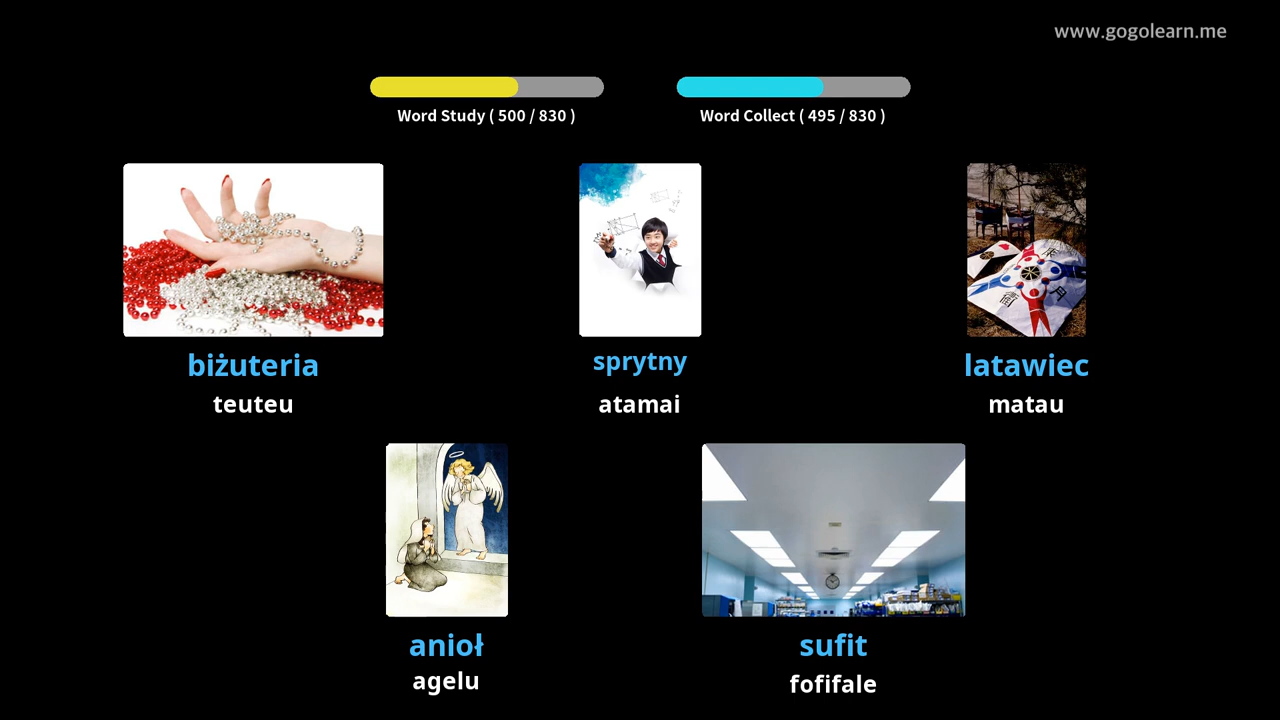 www.gogolearn.me
Word Study ( 500 / 830 )
Word Collect ( 495 / 830 )
biżuteria
teuteu
sprytny
atamai
latawiec
matau
anioł
agelu
sufit
fofifale